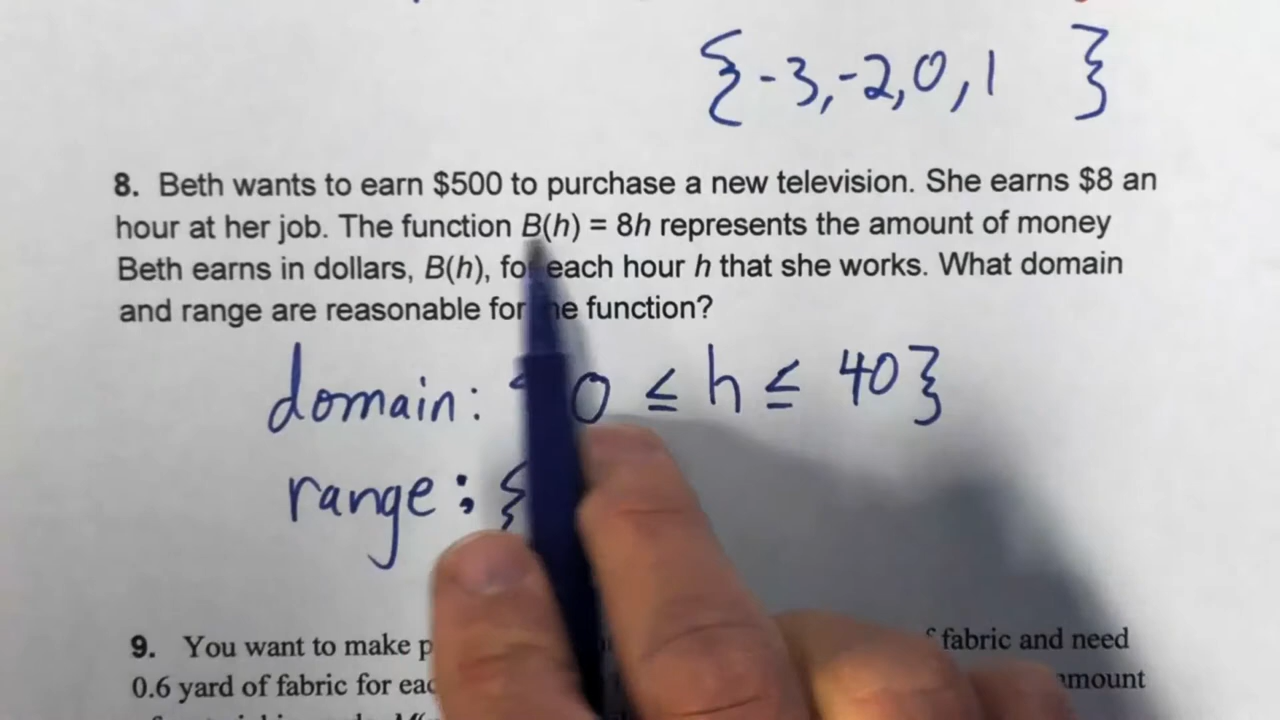 {-3,-2,0,1 }
8. Beth wants to earn $500 to purchase a new television. She earns $8 an
hour at her job. The function B(h) = 8h represents the amount of money
Beth earns in dollars, B(h), for each hour h that she works. What domain
and range are reasonable for the function?
domain: { 0 ≤ h ≤ 40}
range: {
9. You want to make fabric and need
0.6 yard of fabric for amount